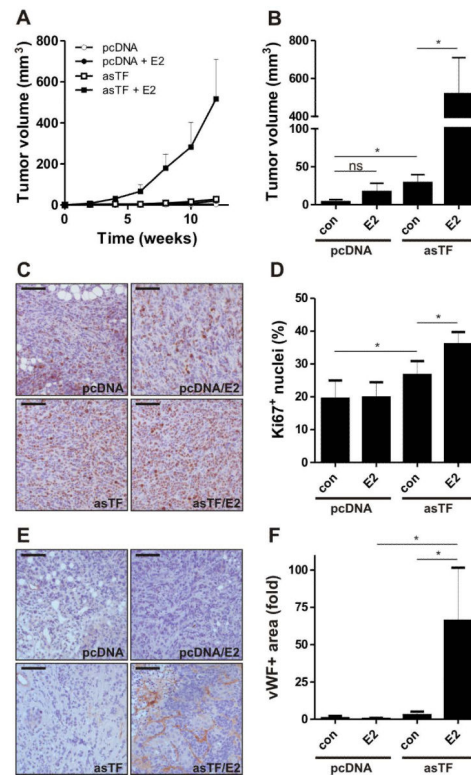 A
pcDNA
pcDNA + E2
asTF
asTF + E2
Tumor volume (mm³)
800
600
400
200
0
0 5 10
Time (weeks)
B
Tumor volume (mm³)
800
600
400
200
100
50
0
*
*
ns
con E2 con E2
pcDNA asTF
C
pcDNA
pcDNA/E2
asTF
asTF/E2
D
Ki67⁺ nuclei (%)
50
40
30
20
10
0
*
*
con E2 con E2
pcDNA asTF
E
pcDNA
pcDNA/E2
asTF
asTF/E2
F
vWF+ area (fold)
100
75
50
25
0
*
*
con E2 con E2
pcDNA asTF